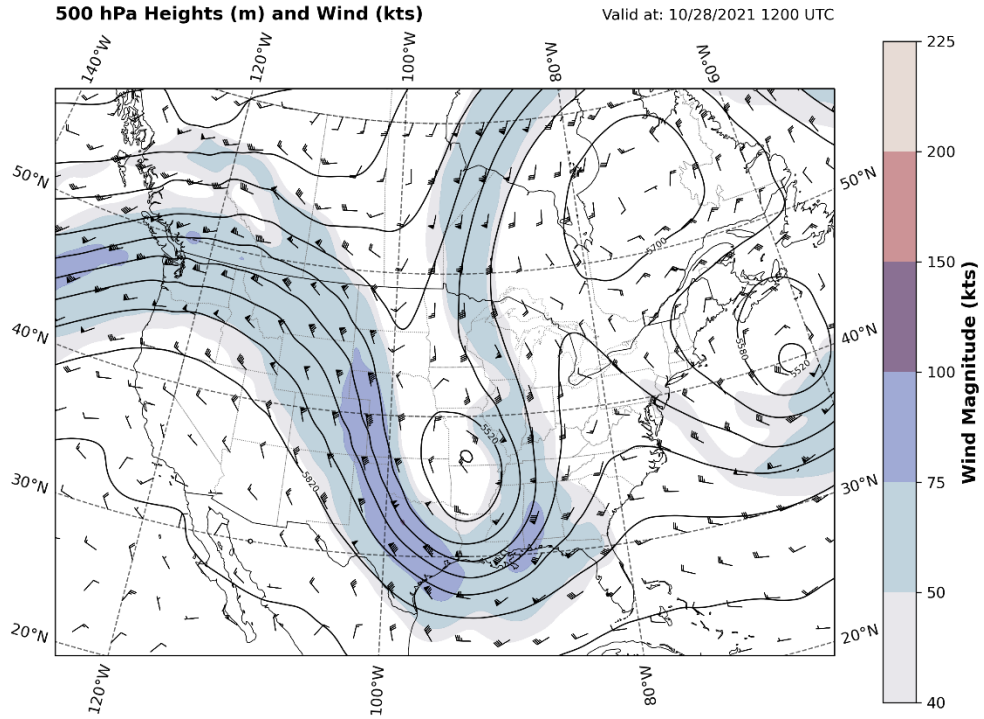 500 hPa Heights (m) and Wind (kts)
Valid at: 10/28/2021 1200 UTC
140°W
120°W
100°W
80°W
60°W
225
200
150
100
75
50
40
Wind Magnitude (kts)
50°N
40°N
30°N
20°N
50°N
40°N
30°N
20°N
5700
5580
5520
5520
5820
120°W
100°W
80°W